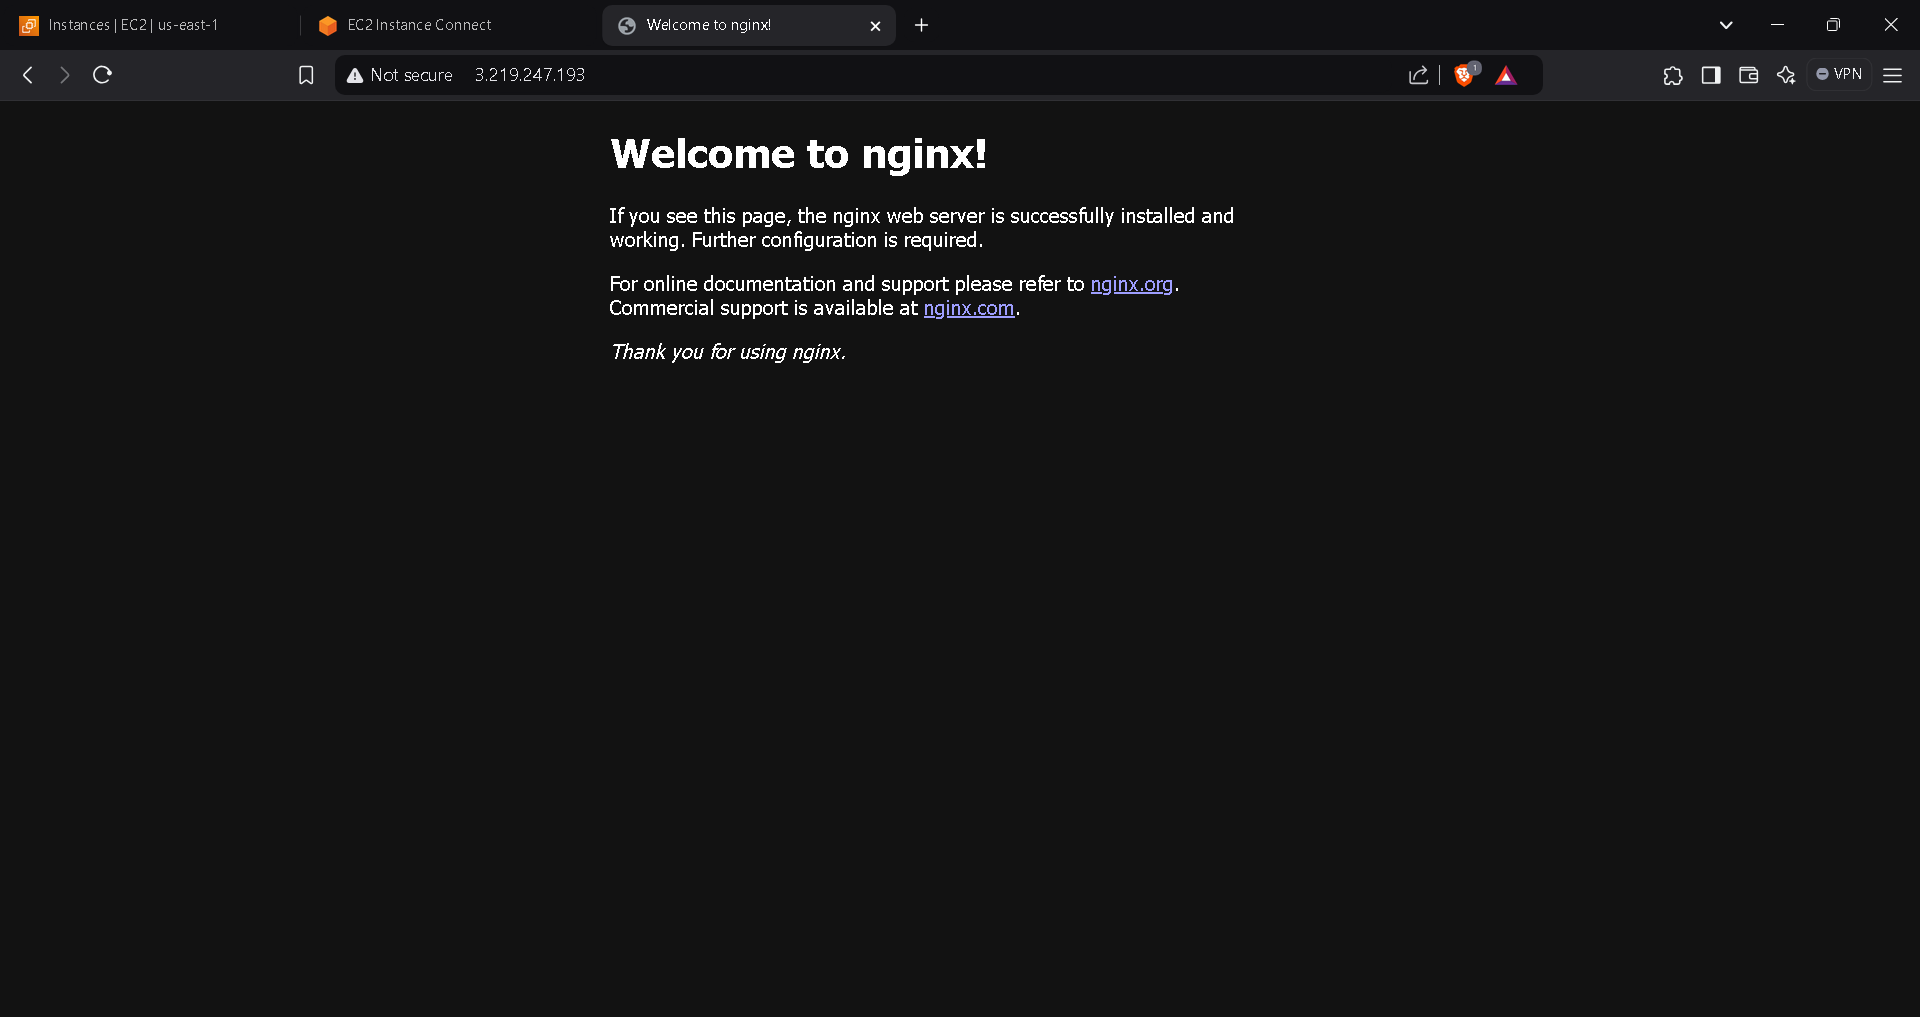 Instances | EC2 | us-east-1
EC2 Instance Connect
Welcome to nginx!
Not secure 3.219.247.193
1
VPN
Welcome to nginx!
If you see this page, the nginx web server is successfully installed and
working. Further configuration is required.
For online documentation and support please refer to nginx.org.
Commercial support is available at nginx.com.
Thank you for using nginx.